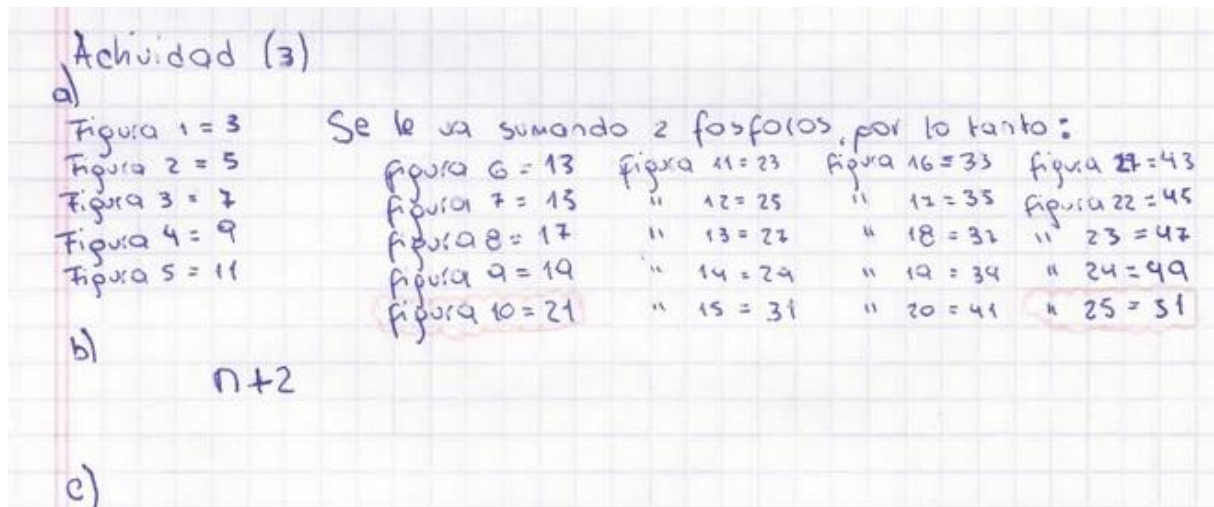 Actividad (3)
a)
Figura 1 = 3 Se le va sumando 2 fosforos, por lo tanto:
Figura 2 = 5 figura 6 = 13 figura 11 = 23 figura 16 = 33 figura 21 = 43
Figura 3 = 7 figura 7 = 15 " 12 = 25 " 17 = 35 figura 22 = 45
Figura 4 = 9 figura 8 = 17 " 13 = 27 " 18 = 37 " 23 = 47
Figura 5 = 11 figura 9 = 19 " 14 = 29 " 19 = 39 " 24 = 49
figura 10 = 21 " 15 = 31 " 20 = 41 " 25 = 51
b)
n+2
c)